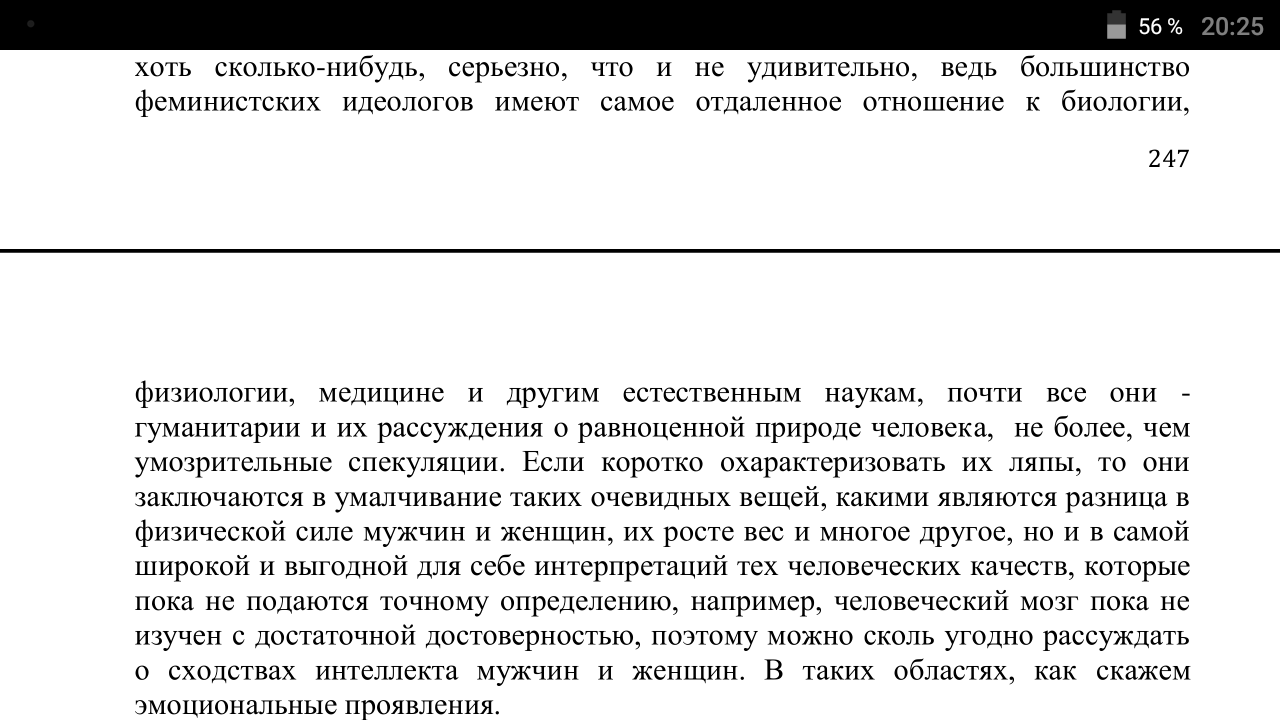 56 % 20:25
хоть сколько-нибудь, серьезно, что и не удивительно, ведь большинство
феминистских идеологов имеют самое отдаленное отношение к биологии,
247
физиологии, медицине и другим естественным наукам, почти все они -
гуманитарии и их рассуждения о равноценной природе человека, не более, чем
умозрительные спекуляции. Если коротко охарактеризовать их ляпы, то они
заключаются в умалчивание таких очевидных вещей, какими являются разница в
физической силе мужчин и женщин, их росте вес и многое другое, но и в самой
широкой и выгодной для себе интерпретаций тех человеческих качеств, которые
пока не подаются точному определению, например, человеческий мозг пока не
изучен с достаточной достоверностью, поэтому можно сколь угодно рассуждать
о сходствах интеллекта мужчин и женщин. В таких областях, как скажем
эмоциональные проявления.